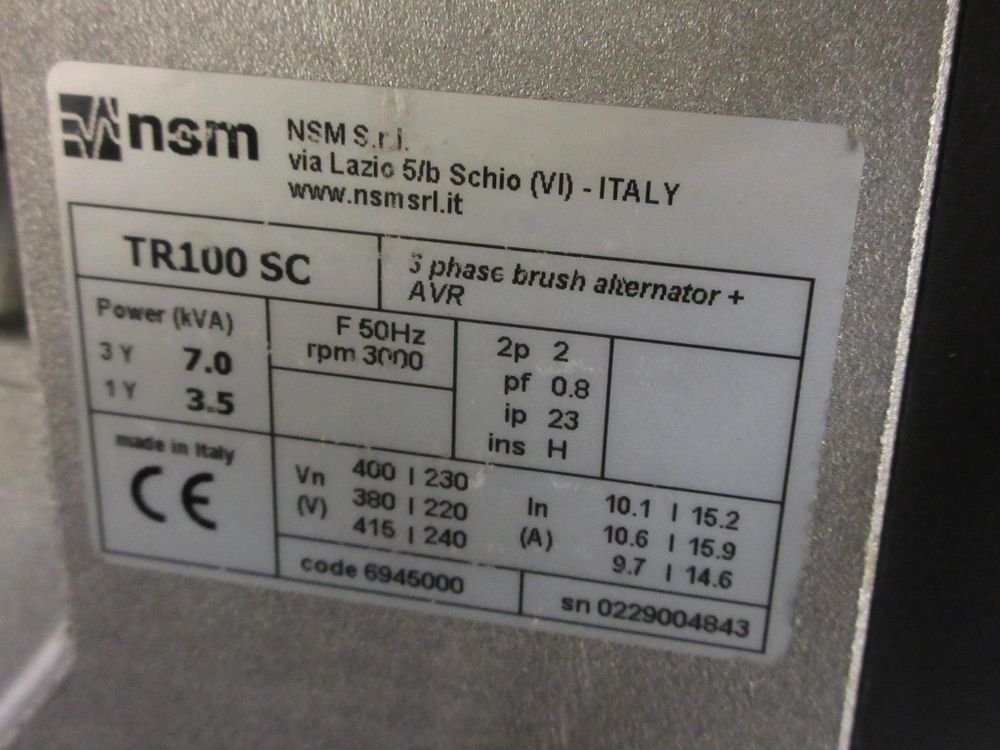 nsm
NSM S.r.l.
via Lazio 5/b Schio (VI) - ITALY
www.nsmsrl.it
TR100 SC
3 phase brush alternator +
AVR
Power (kVA)
3 Y 7.0
1 Y 3.5
F 50Hz
rpm 3000
2p 2
pf 0.8
ip 23
ins H
made in Italy
CE
Vn (V)
400 | 230
380 | 220
415 | 240
In (A)
10.1 | 15.2
10.6 | 15.9
9.7 | 14.6
code 6945000
sn 0229004843